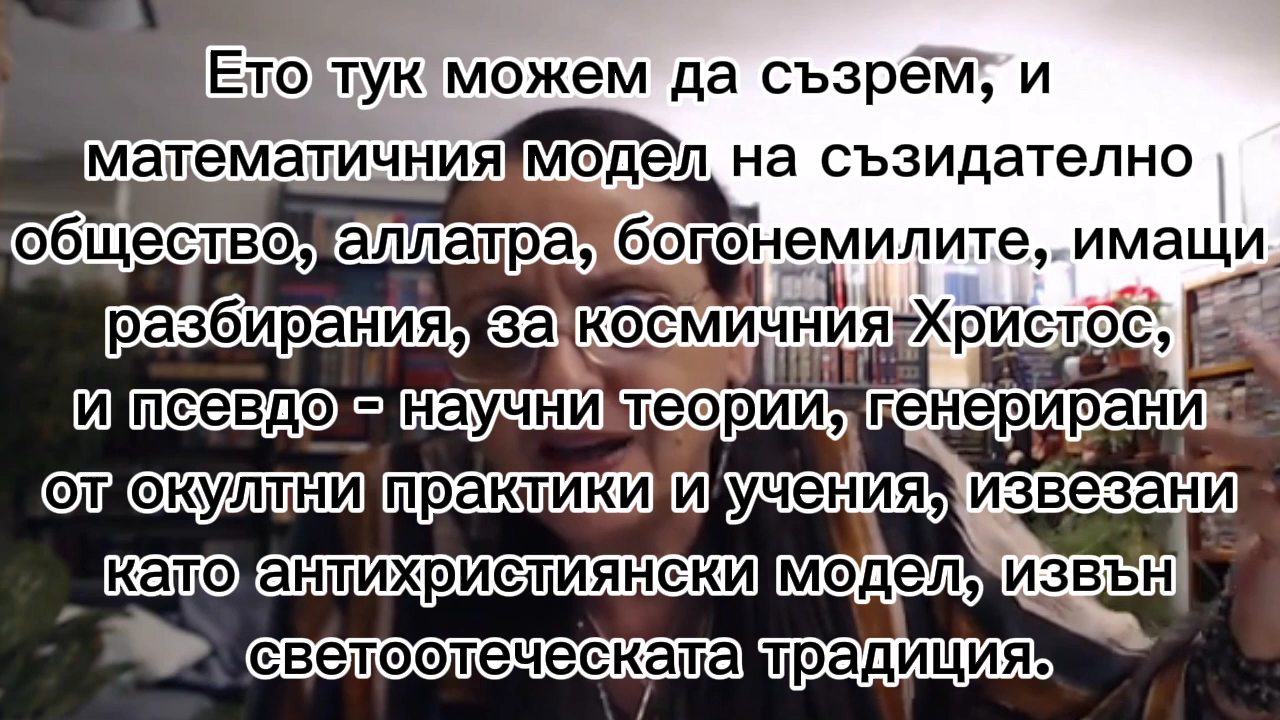 Ето тук можем да съзрем, и
математичния модел на съзидателно
общество, аллатра, богонемилите, имащи
разбирания, за космичния Христос,
и псевдо - научни теории, генерирани
от окултни практики и учения, извезани
като антихристиянски модел, извън
светоотеческата традиция.